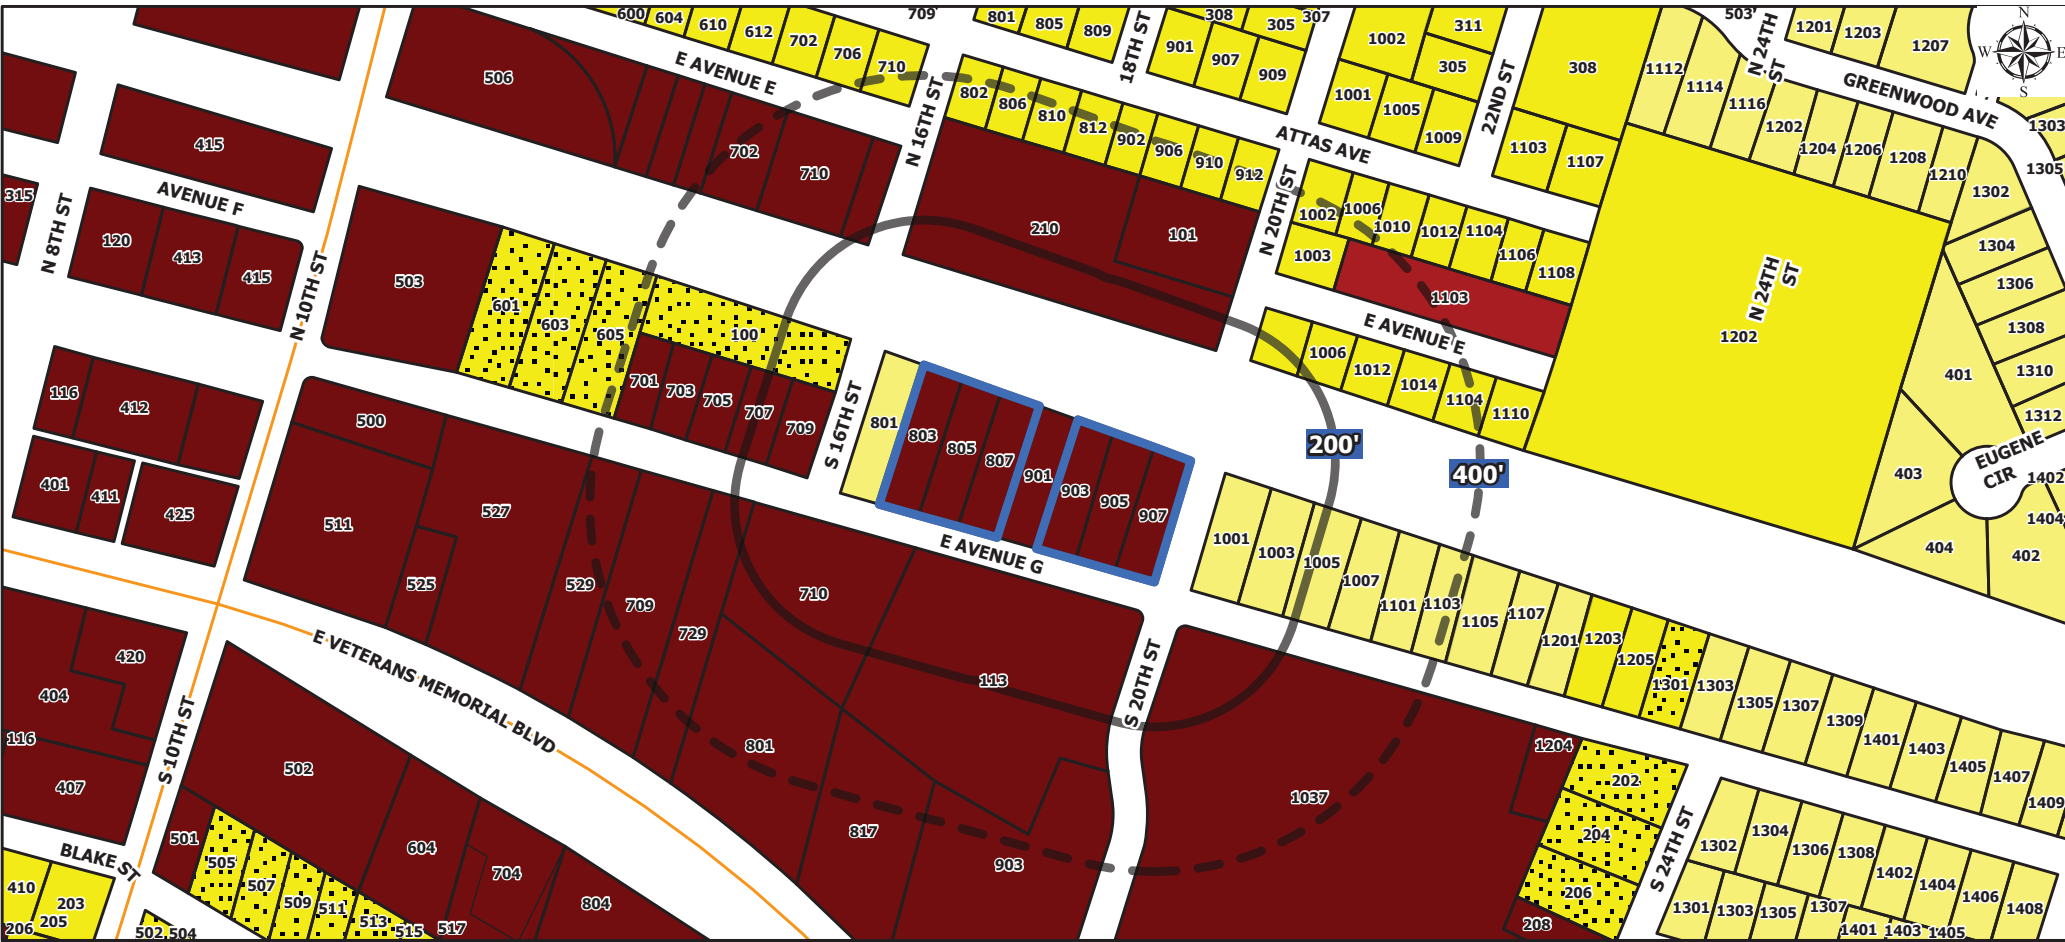 600 604 610 612 702 706 710
709
801 805 809
308 305 307
901 907 909
1002 311 305
1001 1005 1009
308
1103 1107
503
1112 1114 1116
1201 1203 1207
1202 1204 1206 1208 1210
1302 1303 1305
N
W E
S
506
702 710
E AVENUE E
N 16TH ST
18TH ST
22ND ST
N 24TH ST
GREENWOOD AVE
ATTAS AVE
802 806 810 812 902 906 910 912
210 101
N 20TH ST
1002 1006 1010 1012 1104 1106 1108
1003 1103
E AVENUE E
1006 1012 1014 1104 1110
1202
N 24TH ST
1304
1306
1308
1310
1312
401
403
404
402
1402
1404
EUGENE CIR
415
AVENUE F
315
N 8TH ST
120 413 415
N 10TH ST
503
601 603 605 100
701 703 705 707 709
S 16TH ST
801
803 805 807 901 903 905 907
200'
400'
E AVENUE G
116 412
401 411 425
500
511 527
525 529 709 729
710
113
801
817
903
1037
S 20TH ST
1001 1003 1005 1007 1101 1103 1105 1107 1201 1203 1205 1301 1303 1305 1307 1309 1401 1403 1405 1407 1409
E VETERANS MEMORIAL BLVD
420
404
116
407
S 10TH ST
BLAKE ST
410 203
206 205
502
501
505 507 509 511 513 515 517
502 504
604 704 804
1204
202
204
206
208
S 24TH ST
1302 1304 1306 1308 1402 1404 1406 1408
1301 1303 1305 1307 1401 1403 1405